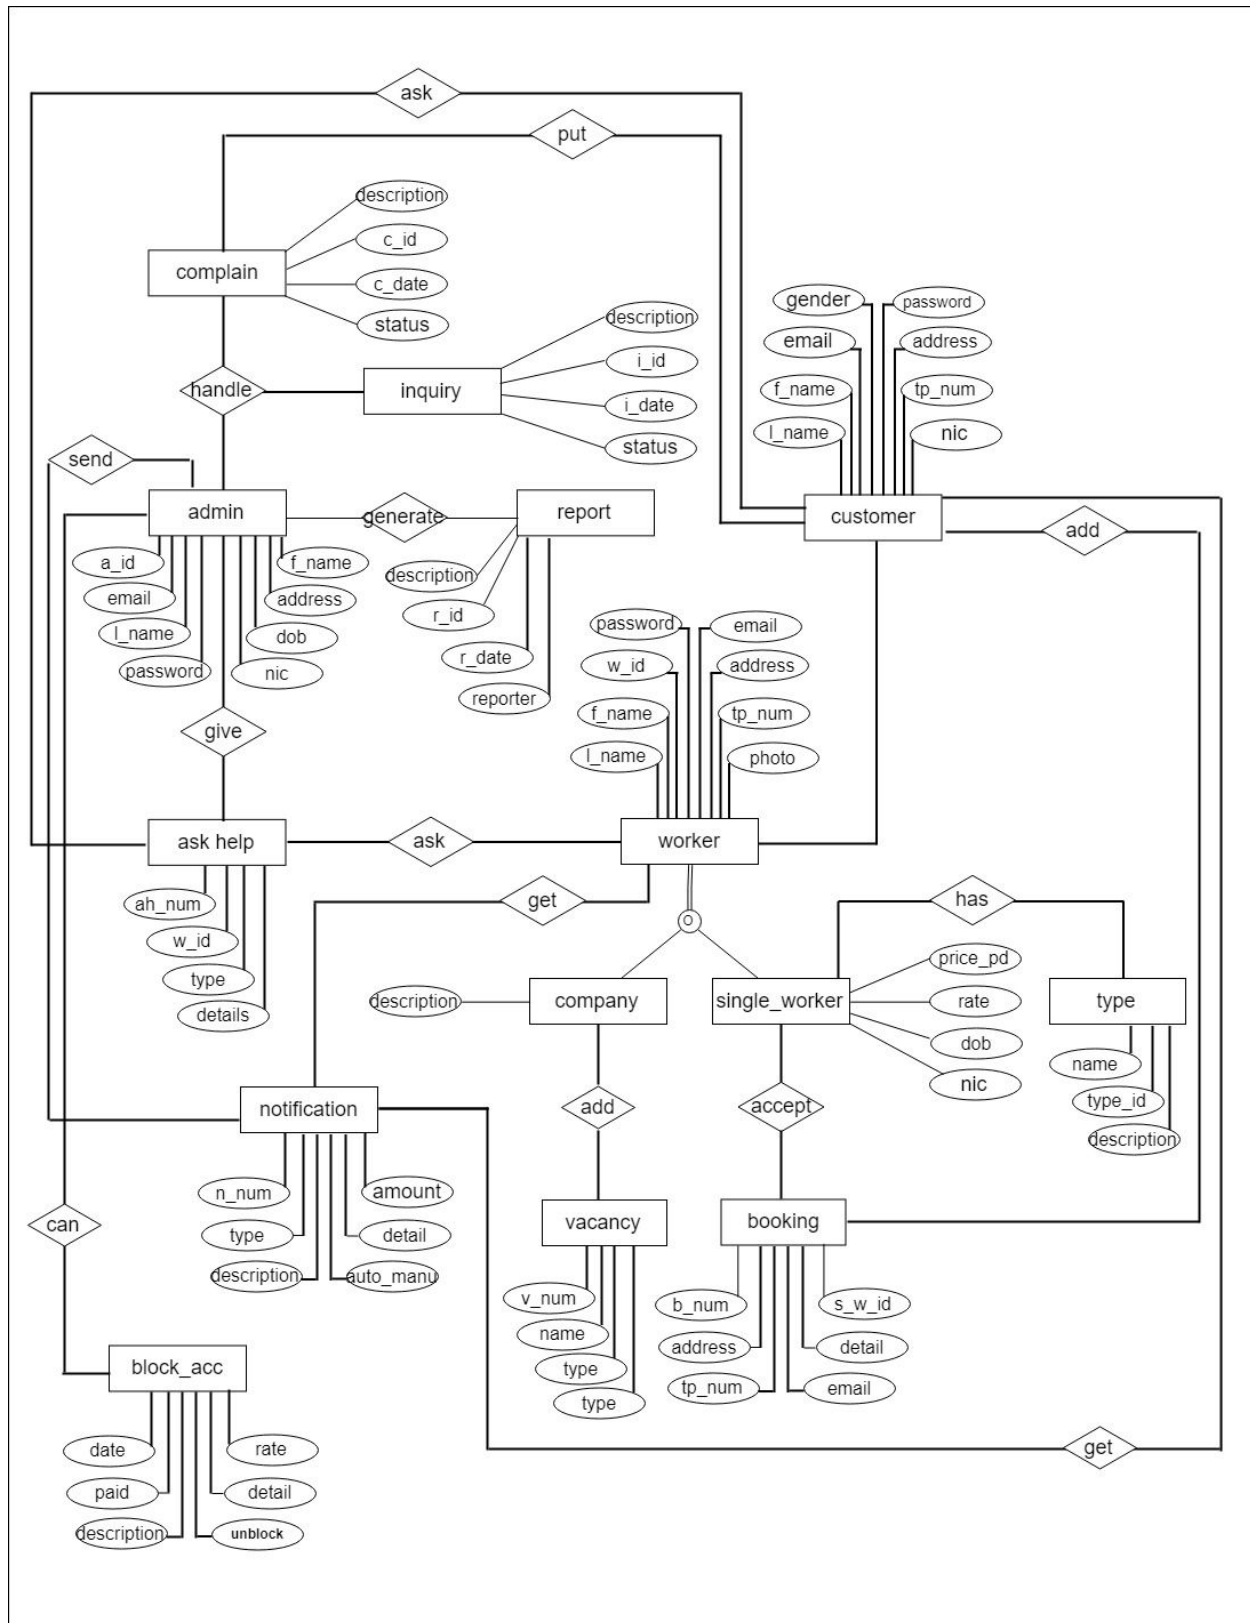 ask
put
description
c_id
complain
c_date
status
gender
password
description
email
address
i_id
handle
inquiry
f_name
tp_num
i_date
l_name
nic
status
send
admin
generate
report
customer
add
a_id
f_name
description
email
address
r_id
password
email
l_name
dob
r_date
w_id
address
password
nic
reporter
f_name
tp_num
give
l_name
photo
ask help
ask
worker
ah_num
get
has
O
w_id
price_pd
type
description
company
single_worker
rate
type
details
dob
name
nic
notification
add
accept
type_id
description
n_num
amount
can
type
detail
vacancy
booking
description
auto_manu
v_num
b_num
s_w_id
name
address
detail
block_acc
type
tp_num
email
type
date
rate
get
paid
detail
description
unblock